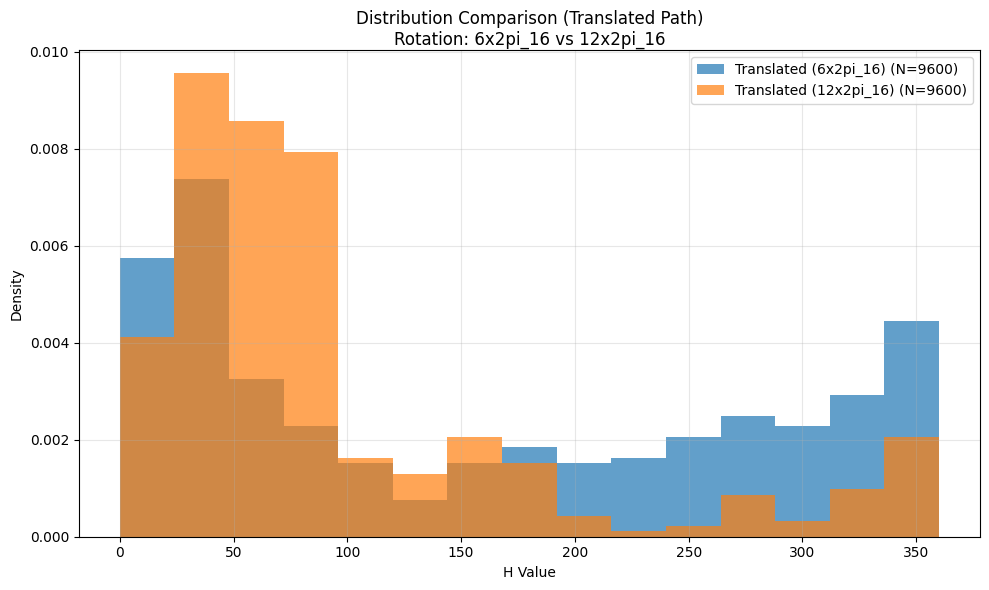 Distribution Comparison (Translated Path)
Rotation: 6x2pi_16 vs 12x2pi_16
Translated (6x2pi_16) (N=9600)
Translated (12x2pi_16) (N=9600)
Density
0.010
0.008
0.006
0.004
0.002
0.000
0 50 100 150 200 250 300 350
H Value